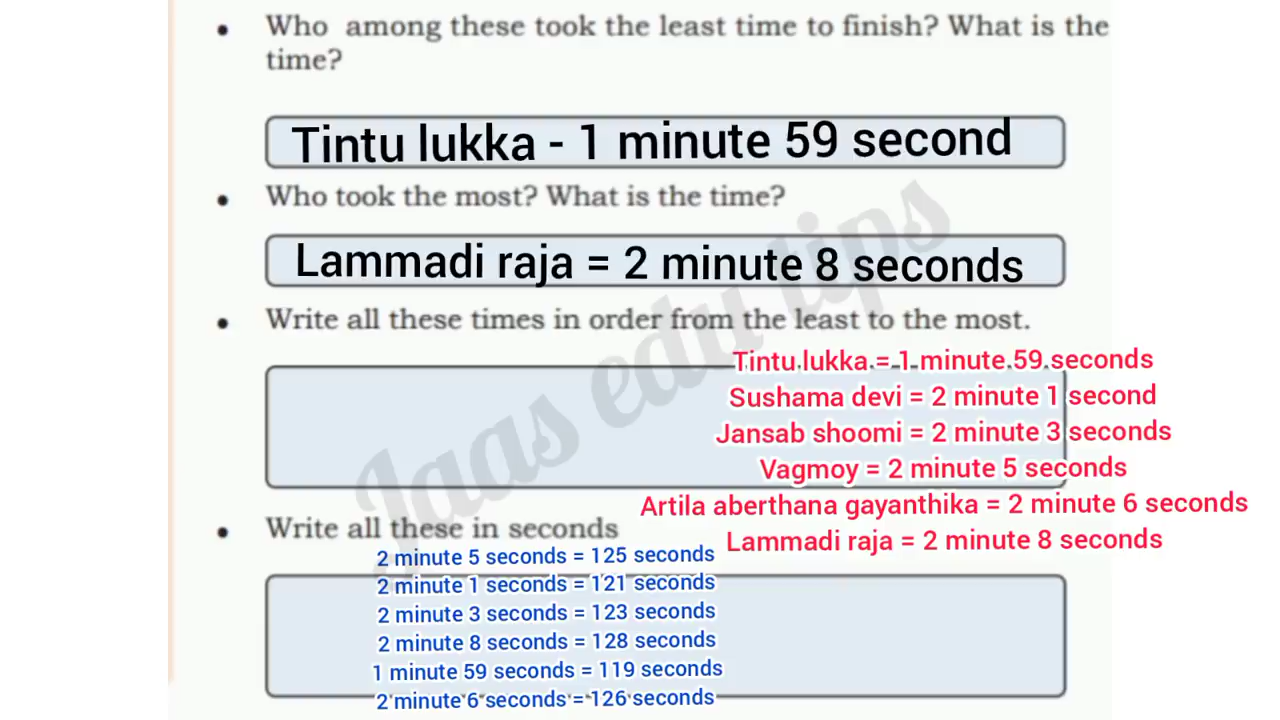 • Who among these took the least time to finish? What is the
time?
Tintu lukka - 1 minute 59 second
• Who took the most? What is the time?
Lammadi raja = 2 minute 8 seconds
• Write all these times in order from the least to the most.
Tintu lukka = 1 minute 59 seconds
Sushama devi = 2 minute 1 second
Jansab shoomi = 2 minute 3 seconds
Vagmoy = 2 minute 5 seconds
Artila aberthana gayanthika = 2 minute 6 seconds
Lammadi raja = 2 minute 8 seconds
• Write all these in seconds
2 minute 5 seconds = 125 seconds
2 minute 1 seconds = 121 seconds
2 minute 3 seconds = 123 seconds
2 minute 8 seconds = 128 seconds
1 minute 59 seconds = 119 seconds
2 minute 6 seconds = 126 seconds
Jaas edu tips